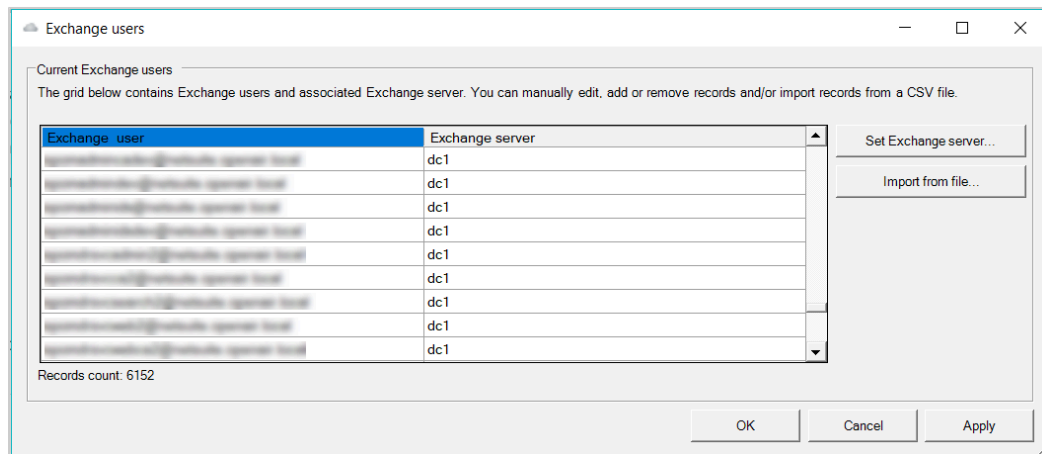 Exchange users
Current Exchange users
The grid below contains Exchange users and associated Exchange server. You can manually edit, add or remove records and/or import records from a CSV file.
Exchange user Exchange server
dc1
dc1
dc1
dc1
dc1
dc1
dc1
dc1
dc1
Set Exchange server...
Import from file...
Records count: 6152
OK Cancel Apply